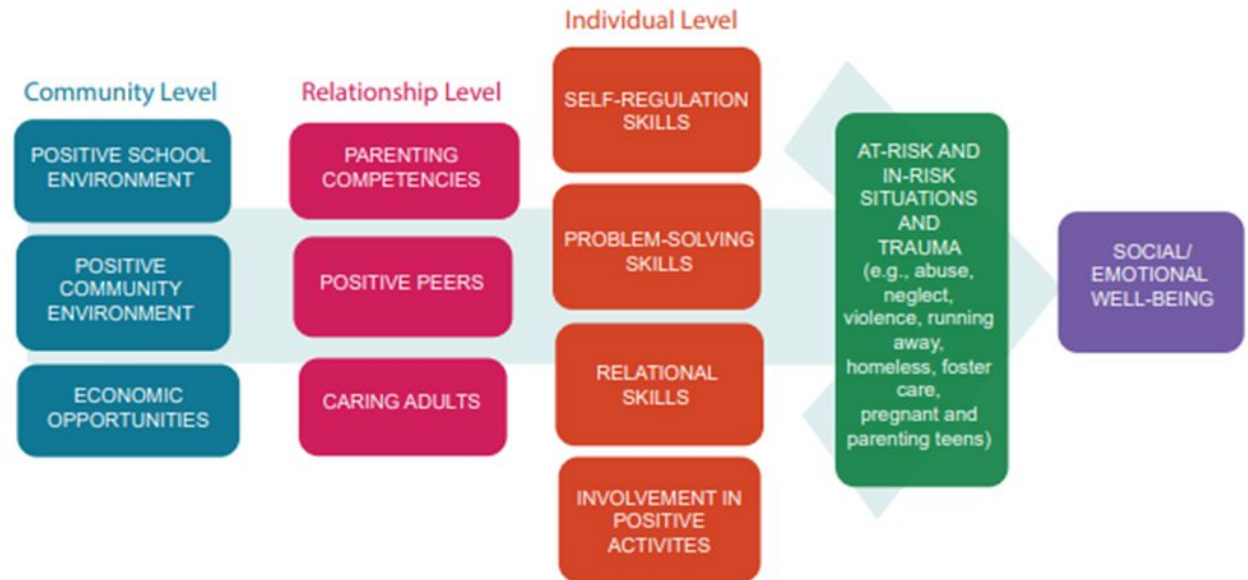 Community Level
POSITIVE SCHOOL
ENVIRONMENT
POSITIVE
COMMUNITY
ENVIRONMENT
ECONOMIC
OPPORTUNITIES
Relationship Level
PARENTING
COMPETENCIES
POSITIVE PEERS
CARING ADULTS
Individual Level
SELF-REGULATION
SKILLS
PROBLEM-SOLVING
SKILLS
RELATIONAL
SKILLS
INVOLVEMENT IN
POSITIVE
ACTIVITES
AT-RISK AND
IN-RISK
SITUATIONS
AND
TRAUMA
(e.g., abuse,
neglect,
violence, running
away,
homeless, foster
care,
pregnant and
parenting teens)
SOCIAL/
EMOTIONAL
WELL-BEING